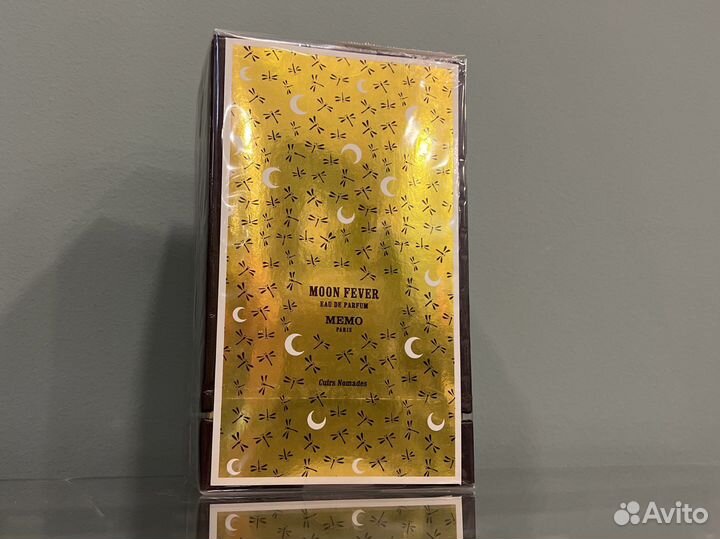 MOON FEVER
EAU DE PARFUM
MEMO
PARIS
Cuirs Nomades
Avito